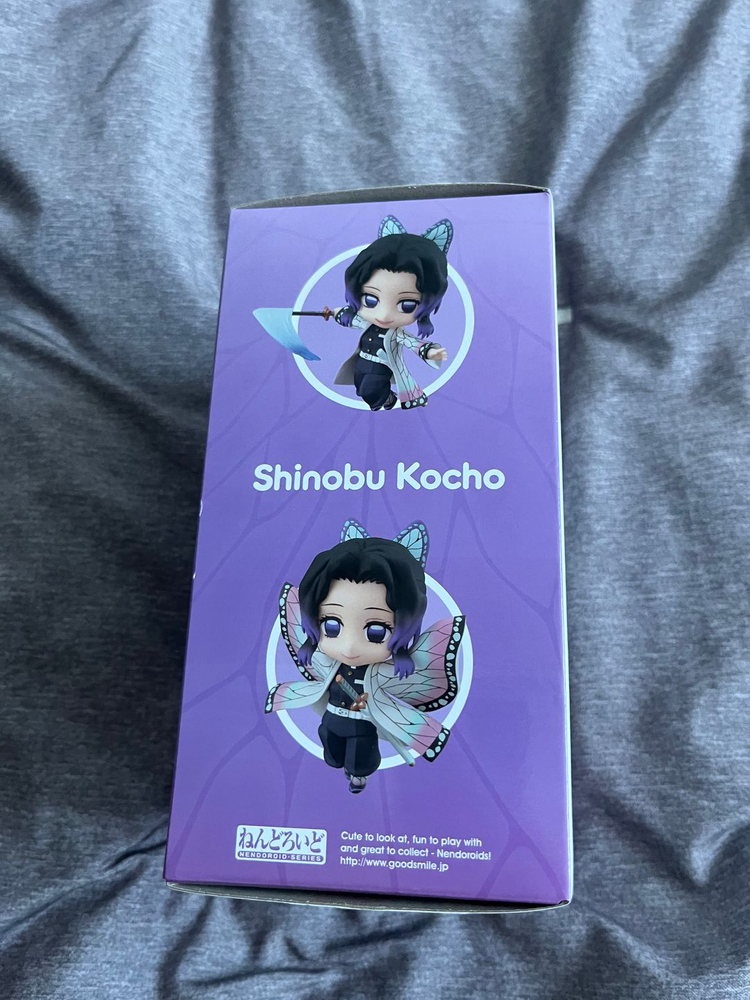 Shinobu Kocho
ねんどろいど
NENDOROID·SERIES
Cute to look at, fun to play with
and great to collect - Nendoroids!
http://www.goodsmile.jp